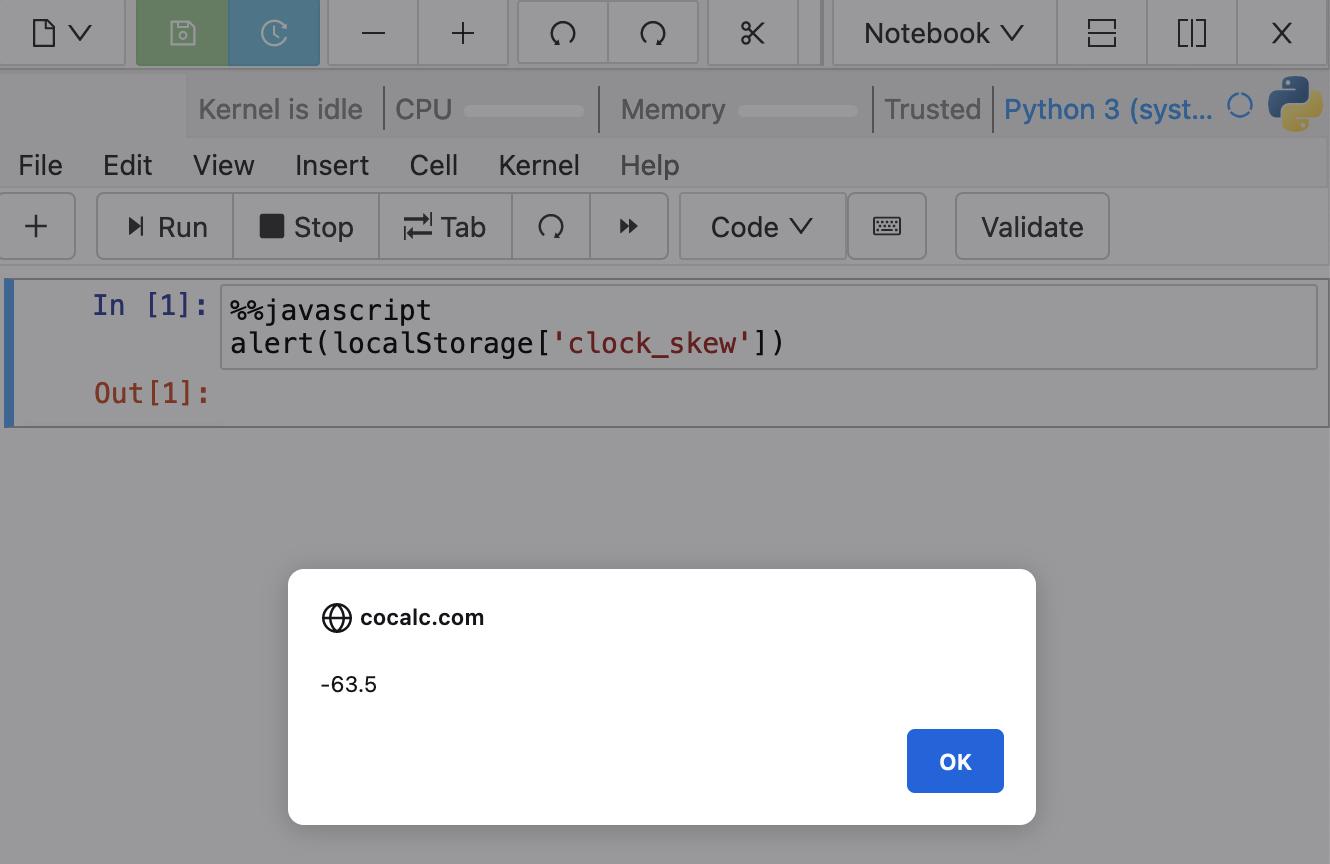 Notebook
Kernel is idle CPU Memory Trusted Python 3 (syst...
File Edit View Insert Cell Kernel Help
Run Stop Tab Code Validate
In [1]: %%javascript
alert(localStorage['clock_skew'])
Out[1]:
cocalc.com
-63.5
OK